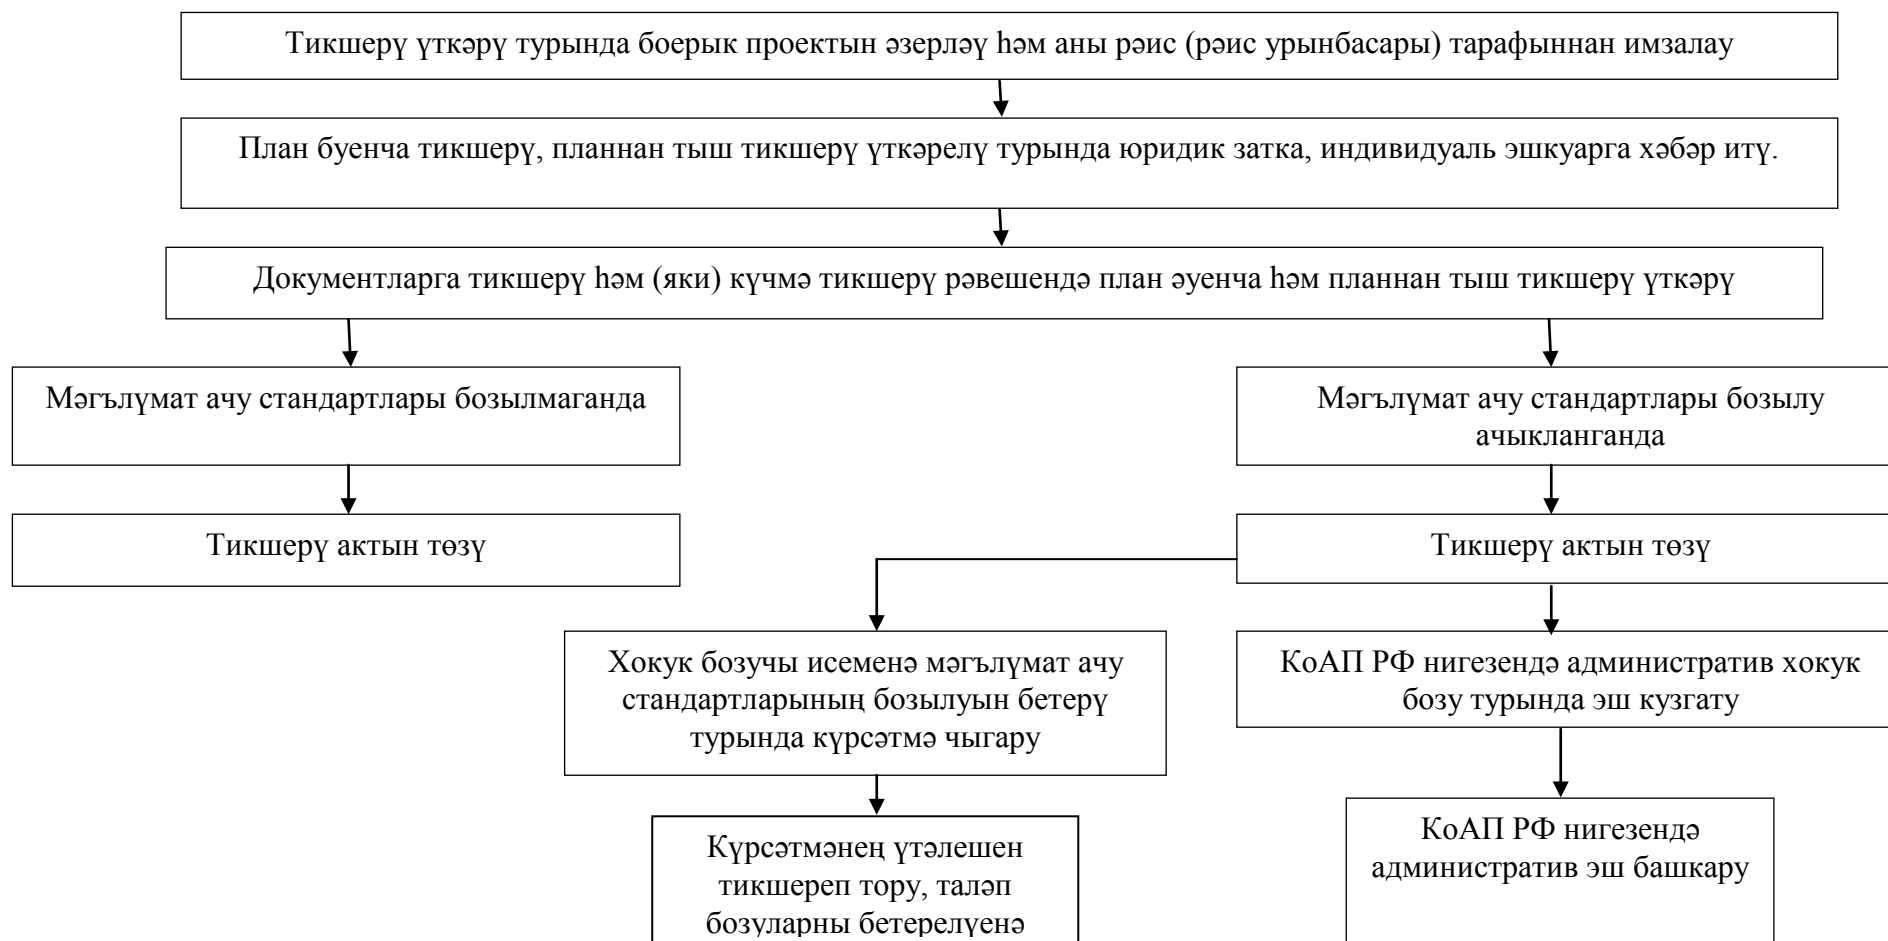 Тикшерү үткәрү турында боерык проектын әзерләү һәм аны рәис (рәис урынбасары) тарафыннан имзалау
План буенча тикшерү, планнан тыш тикшерү үткәрелү турында юридик затка, индивидуаль эшкуарга хәбәр итү.
Документларга тикшерү һәм (яки) күчмә тикшерү рәвешендә план әуенча һәм планнан тыш тикшерү үткәрү
Мәгълүмат ачу стандартлары бозылмаганда
Мәгълүмат ачу стандартлары бозылу
ачыкланганда
Тикшерү актын төзү
Тикшерү актын төзү
Хокук бозучы исеменә мәгълүмат ачу
стандартларының бозылуын бетерү
турында күрсәтмә чыгару
КоАП РФ нигезендә административ хокук
бозу турында эш кузгату
Күрсәтмәнең үтәлешен
тикшереп тору, таләп
бозуларны бетерелүенә
КоАП РФ нигезендә
административ эш башкару